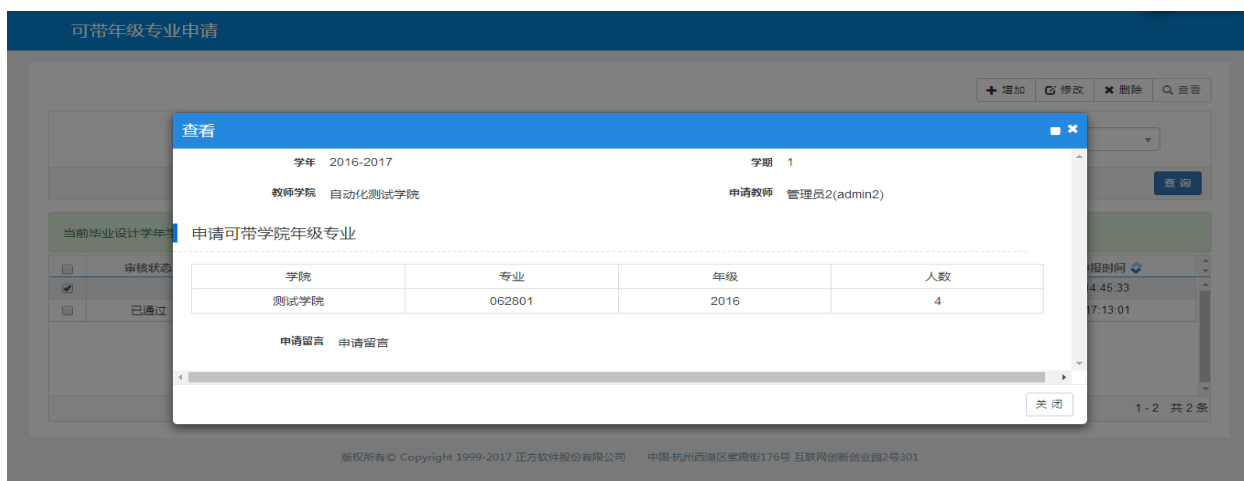 可带年级专业申请
增加 修改 删除 查看
查看
学年 2016-2017 学期 1
教师学院 自动化测试学院 申请教师 管理员2(admin2)
查 询
当前毕业设计学年学
申请可带学院年级专业
审核状态 报时间
学院 专业 年级 人数
4:45:33
测试学院 062801 2016 4
已通过 17:13:01
申请留言 申请留言
关 闭
1 - 2 共 2 条
版权所有© Copyright 1999-2017 正方软件股份有限公司 中国·杭州西湖区紫霞街176号 互联网创新创业园2号301